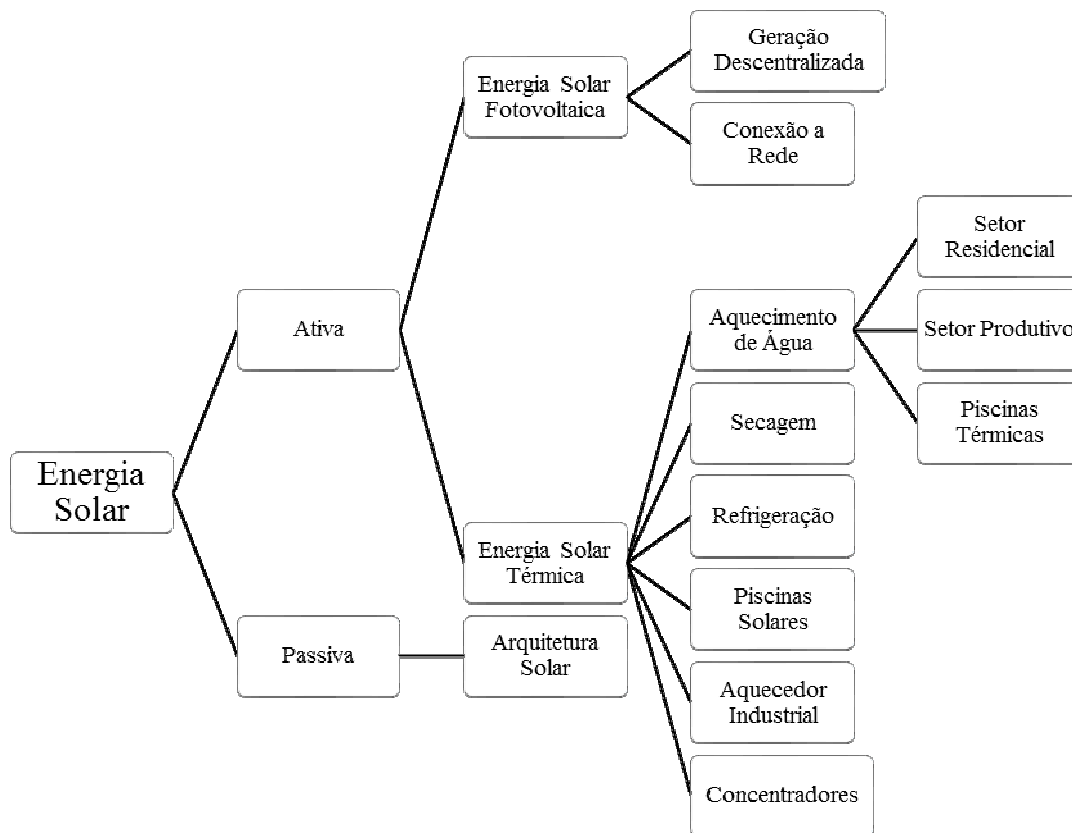 Energia
Solar
Ativa
Passiva
Energia Solar
Fotovoltaica
Energia Solar
Térmica
Arquitetura
Solar
Geração
Descentralizada
Conexão a
Rede
Aquecimento
de Água
Secagem
Refrigeração
Piscinas
Solares
Aquecedor
Industrial
Concentradores
Setor
Residencial
Setor Produtivo
Piscinas
Térmicas